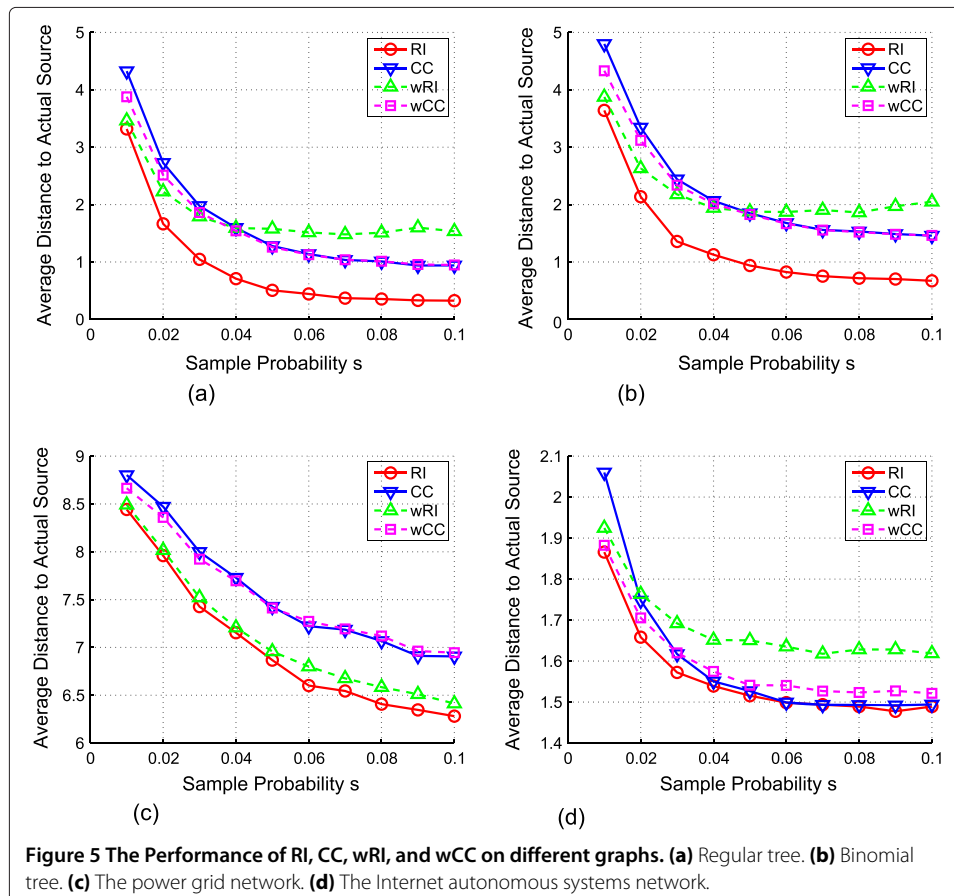 5
4
3
2
1
0
0
0.02
0.04
0.06
0.08
0.1
Average Distance to Actual Source
Sample Probability s
RI
CC
wRI
wCC
(a)
5
4
3
2
1
0
0
0.02
0.04
0.06
0.08
0.1
Average Distance to Actual Source
Sample Probability s
RI
CC
wRI
wCC
(b)
9
8.5
8
7.5
7
6.5
6
0
0.02
0.04
0.06
0.08
0.1
Average Distance to Actual Source
Sample Probability s
RI
CC
wRI
wCC
(c)
2.1
2
1.9
1.8
1.7
1.6
1.5
1.4
0
0.02
0.04
0.06
0.08
0.1
Average Distance to Actual Source
Sample Probability s
RI
CC
wRI
wCC
(d)
Figure 5 The Performance of RI, CC, wRI, and wCC on different graphs. (a) Regular tree. (b) Binomial
tree. (c) The power grid network. (d) The Internet autonomous systems network.